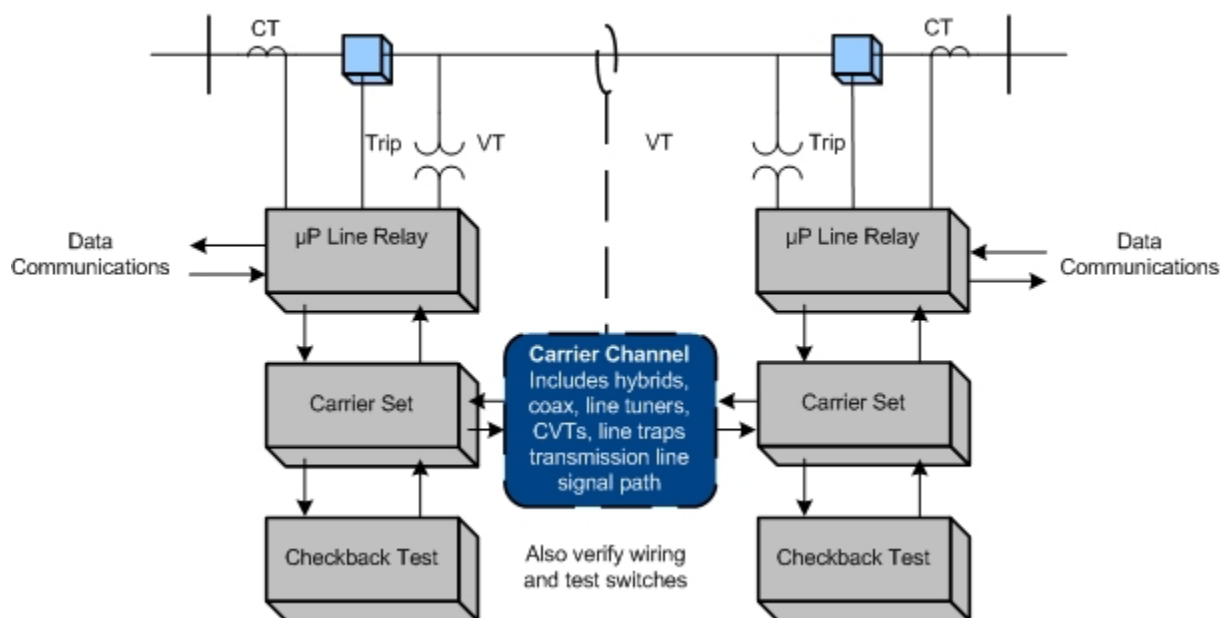 CT
CT
Trip
VT
VT
Trip
µP Line Relay
µP Line Relay
Data
Communications
Data
Communications
Carrier Channel
Includes hybrids,
coax, line tuners,
CVTs, line traps
transmission line
signal path
Carrier Set
Carrier Set
Checkback Test
Also verify wiring
and test switches
Checkback Test